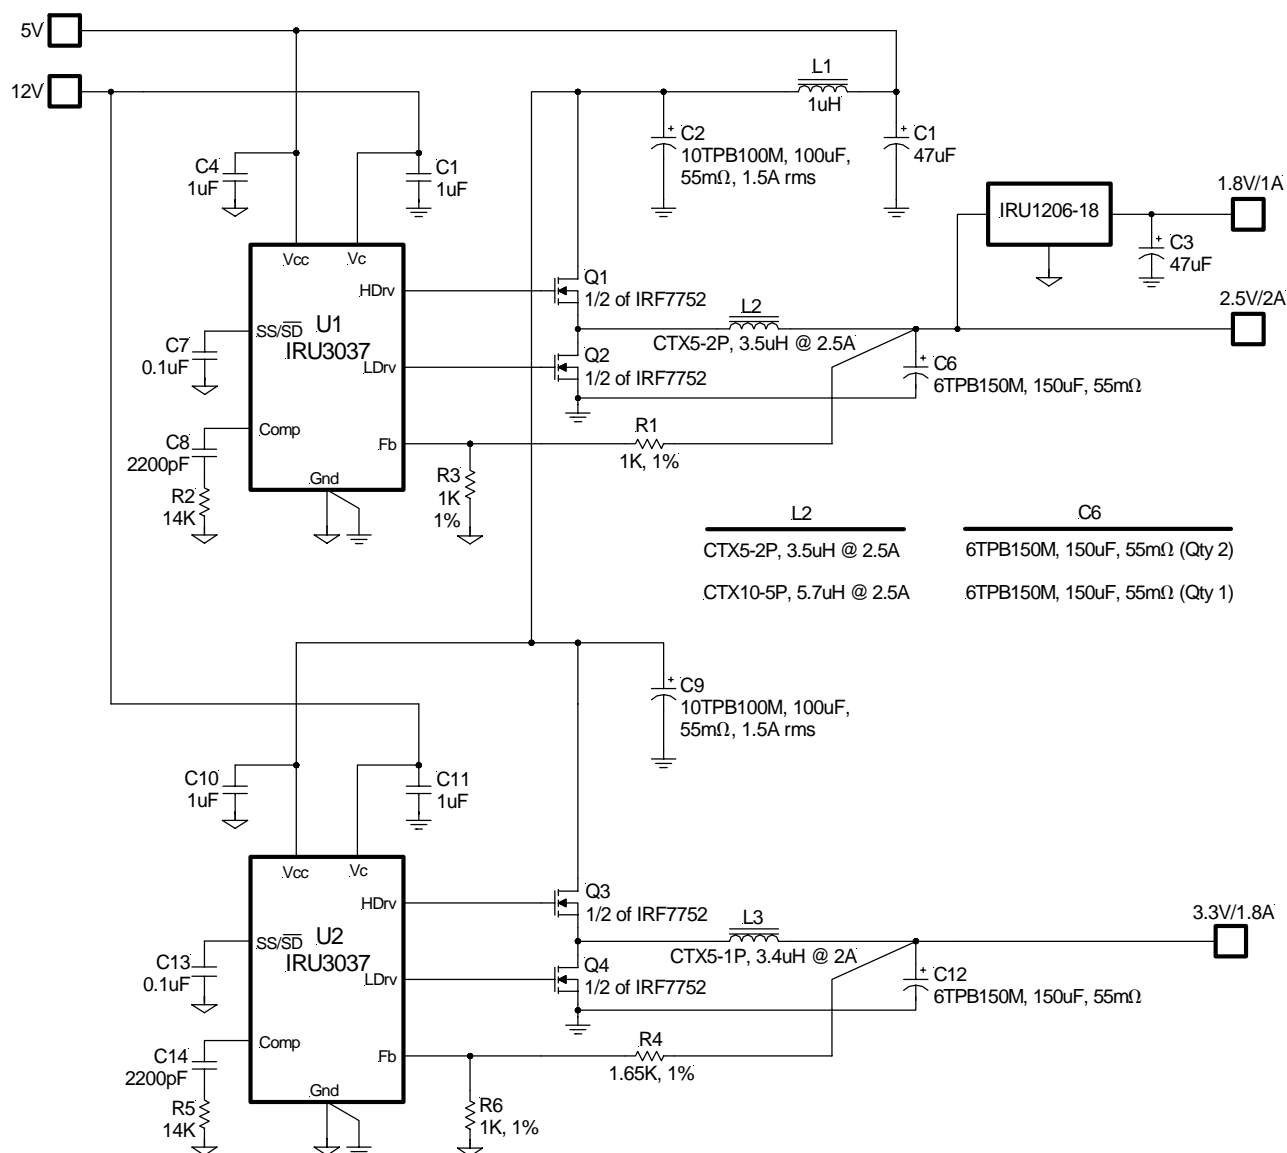 5V
12V
L1
1uH
C2
10TPB100M, 100uF,
55mΩ, 1.5A rms
C1
47uF
C4
1uF
C1
1uF
1.8V/1A
IRU1206-18
C3
47uF
Vcc
Vc
HDrv
Q1
1/2 of IRF7752
2.5V/2A
L2
CTX5-2P, 3.5uH @ 2.5A
SS/SD
U1
IRU3037
C7
0.1uF
LDrv
Q2
1/2 of IRF7752
C6
6TPB150M, 150uF, 55mΩ
Comp
Fb
R1
1K, 1%
C8
2200pF
Gnd
R3
1K
1%
R2
14K
L2
C6
CTX5-2P, 3.5uH @ 2.5A
6TPB150M, 150uF, 55mΩ (Qty 2)
CTX10-5P, 5.7uH @ 2.5A
6TPB150M, 150uF, 55mΩ (Qty 1)
C9
10TPB100M, 100uF,
55mΩ, 1.5A rms
C10
1uF
C11
1uF
Vcc
Vc
HDrv
Q3
1/2 of IRF7752
3.3V/1.8A
L3
CTX5-1P, 3.4uH @ 2A
SS/SD
U2
IRU3037
C13
0.1uF
LDrv
Q4
1/2 of IRF7752
C12
6TPB150M, 150uF, 55mΩ
Comp
Fb
R4
1.65K, 1%
C14
2200pF
Gnd
R5
14K
R6
1K, 1%